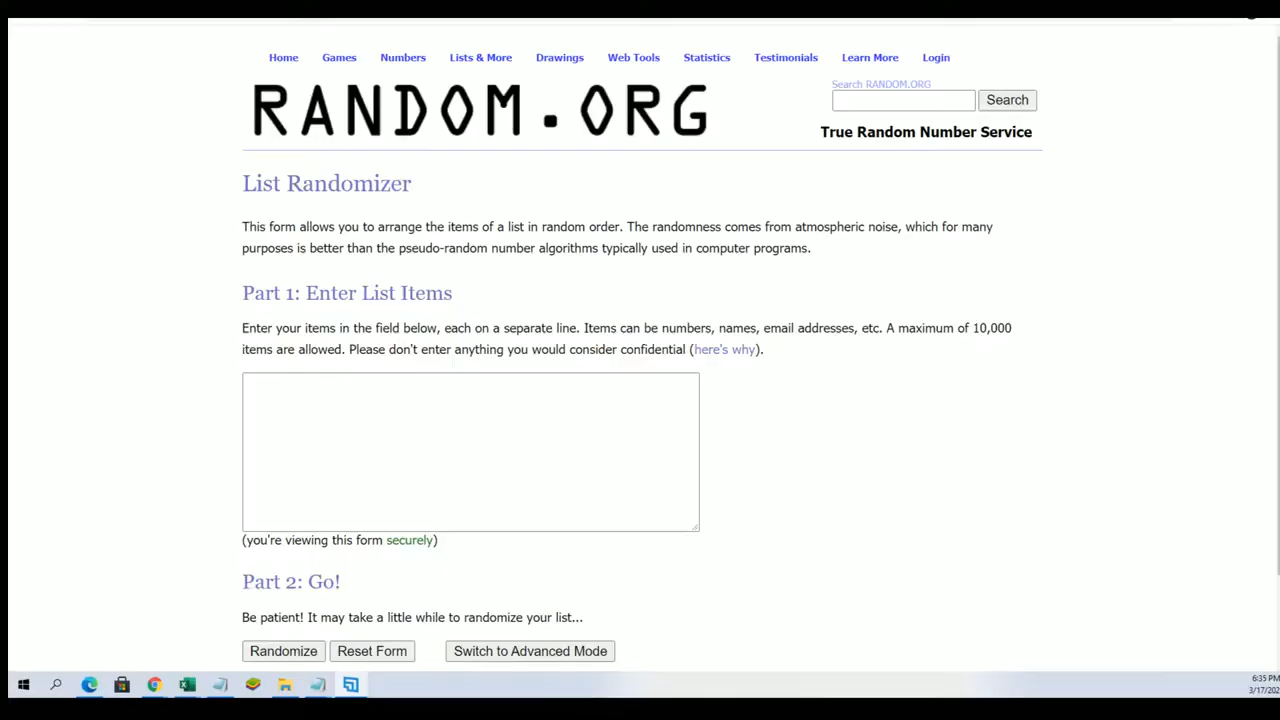 Home Games Numbers Lists & More Drawings Web Tools Statistics Testimonials Learn More Login
RANDOM.ORG
Search RANDOM.ORG
Search
True Random Number Service
List Randomizer
This form allows you to arrange the items of a list in random order. The randomness comes from atmospheric noise, which for many
purposes is better than the pseudo-random number algorithms typically used in computer programs.
Part 1: Enter List Items
Enter your items in the field below, each on a separate line. Items can be numbers, names, email addresses, etc. A maximum of 10,000
items are allowed. Please don't enter anything you would consider confidential (here's why).
(you're viewing this form securely)
Part 2: Go!
Be patient! It may take a little while to randomize your list...
Randomize Reset Form Switch to Advanced Mode
6:35 PM
3/17/202